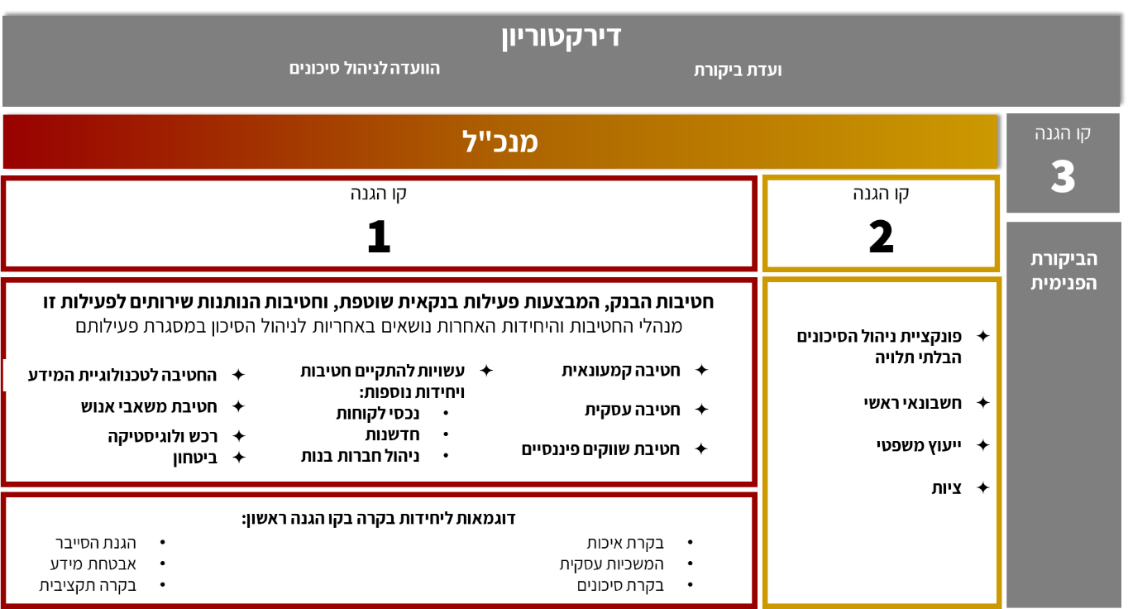 דירקטוריון
ועדת ביקורת
הוועדה לניהול סיכונים
מנכ"ל
קו הגנה
3
הביקורת
הפנימית
קו הגנה
2
פונקציית ניהול הסיכונים
הבלתי תלויה
חשבונאי ראשי
ייעוץ משפטי
ציות
קו הגנה
1
חטיבות הבנק, המבצעות פעילות בנקאית שוטפת, וחטיבות הנותנות שירותים לפעילות זו
מנהלי החטיבות והיחידות האחרות נושאים באחריות לניהול הסיכון במסגרת פעילותם
חטיבה קמעונאית
חטיבה עסקית
חטיבת שווקים פיננסיים
עשויות להתקיים חטיבות
ויחידות נוספות:
נכסי לקוחות
חדשנות
ניהול חברות בנות
החטיבה לטכנולוגיית המידע
חטיבת משאבי אנוש
רכש ולוגיסטיקה
ביטחון
דוגמאות ליחידות בקרה בקו הגנה ראשון:
בקרת איכות
המשכיות עסקית
בקרת סיכונים
הגנת הסייבר
אבטחת מידע
בקרה תקציבית